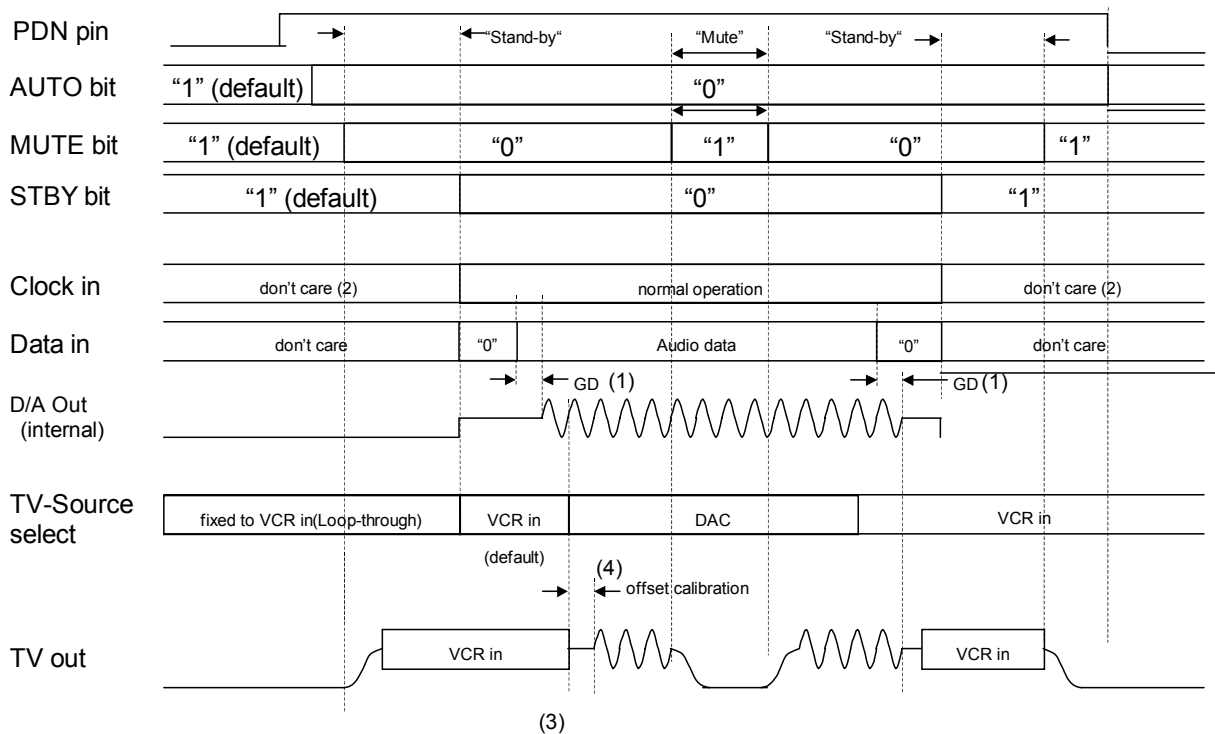 PDN pin “Stand-by“ “Mute” “Stand-by“
AUTO bit “1” (default) “0”
MUTE bit “1” (default) “0” “1” “0” “1”
STBY bit “1” (default) “0” “1”
Clock in don’t care (2) normal operation don’t care (2)
Data in don’t care “0” Audio data “0” don’t care
GD (1) GD (1)
D/A Out
(internal)
TV-Source
select
fixed to VCR in(Loop-through) VCR in DAC VCR in
(default)
(4)
offset calibration
TV out VCR in VCR in
(3)